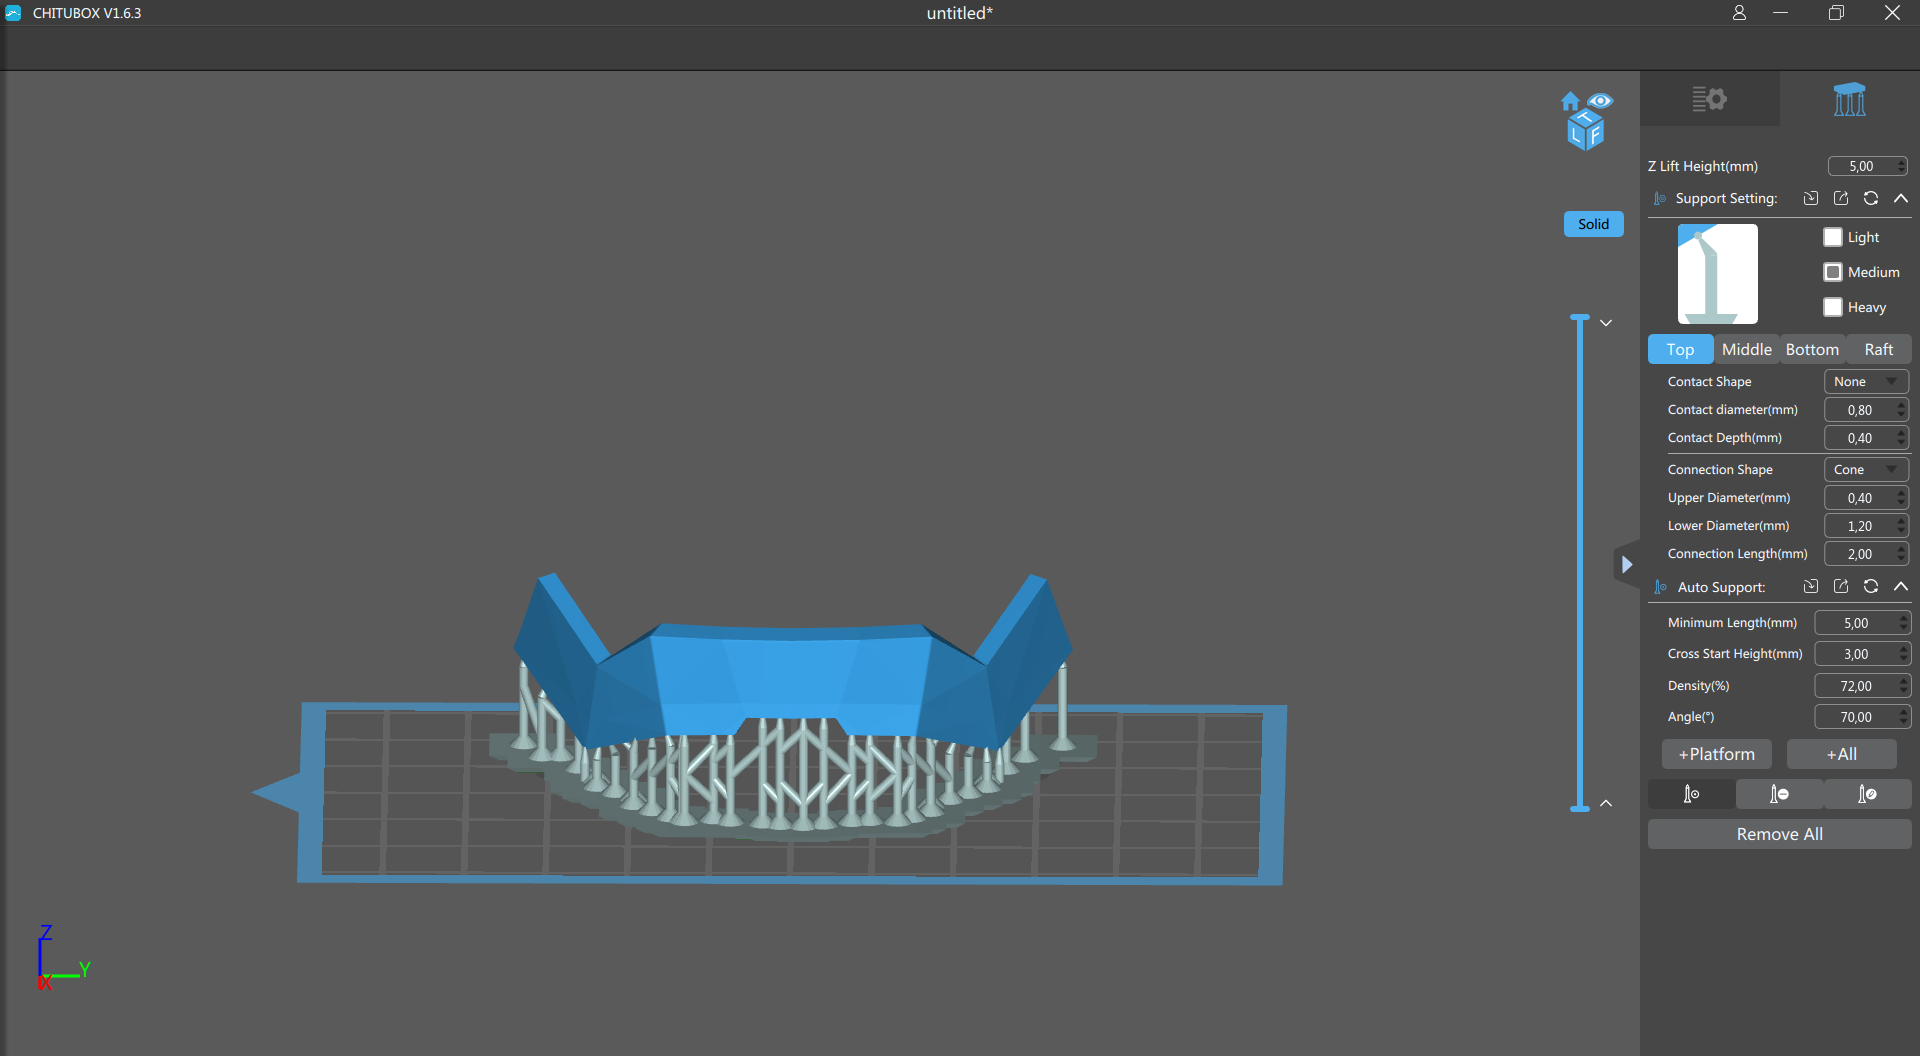 CHITUBOX V1.6.3
untitled*
T
L F
Solid
Z Lift Height(mm) 5,00
Support Setting:
Light
Medium
Heavy
Top Middle Bottom Raft
Contact Shape None
Contact diameter(mm) 0,80
Contact Depth(mm) 0,40
Connection Shape Cone
Upper Diameter(mm) 0,40
Lower Diameter(mm) 1,20
Connection Length(mm) 2,00
Auto Support:
Minimum Length(mm) 5,00
Cross Start Height(mm) 3,00
Density(%) 72,00
Angle(°) 70,00
+Platform +All
Remove All
Z
Y
X